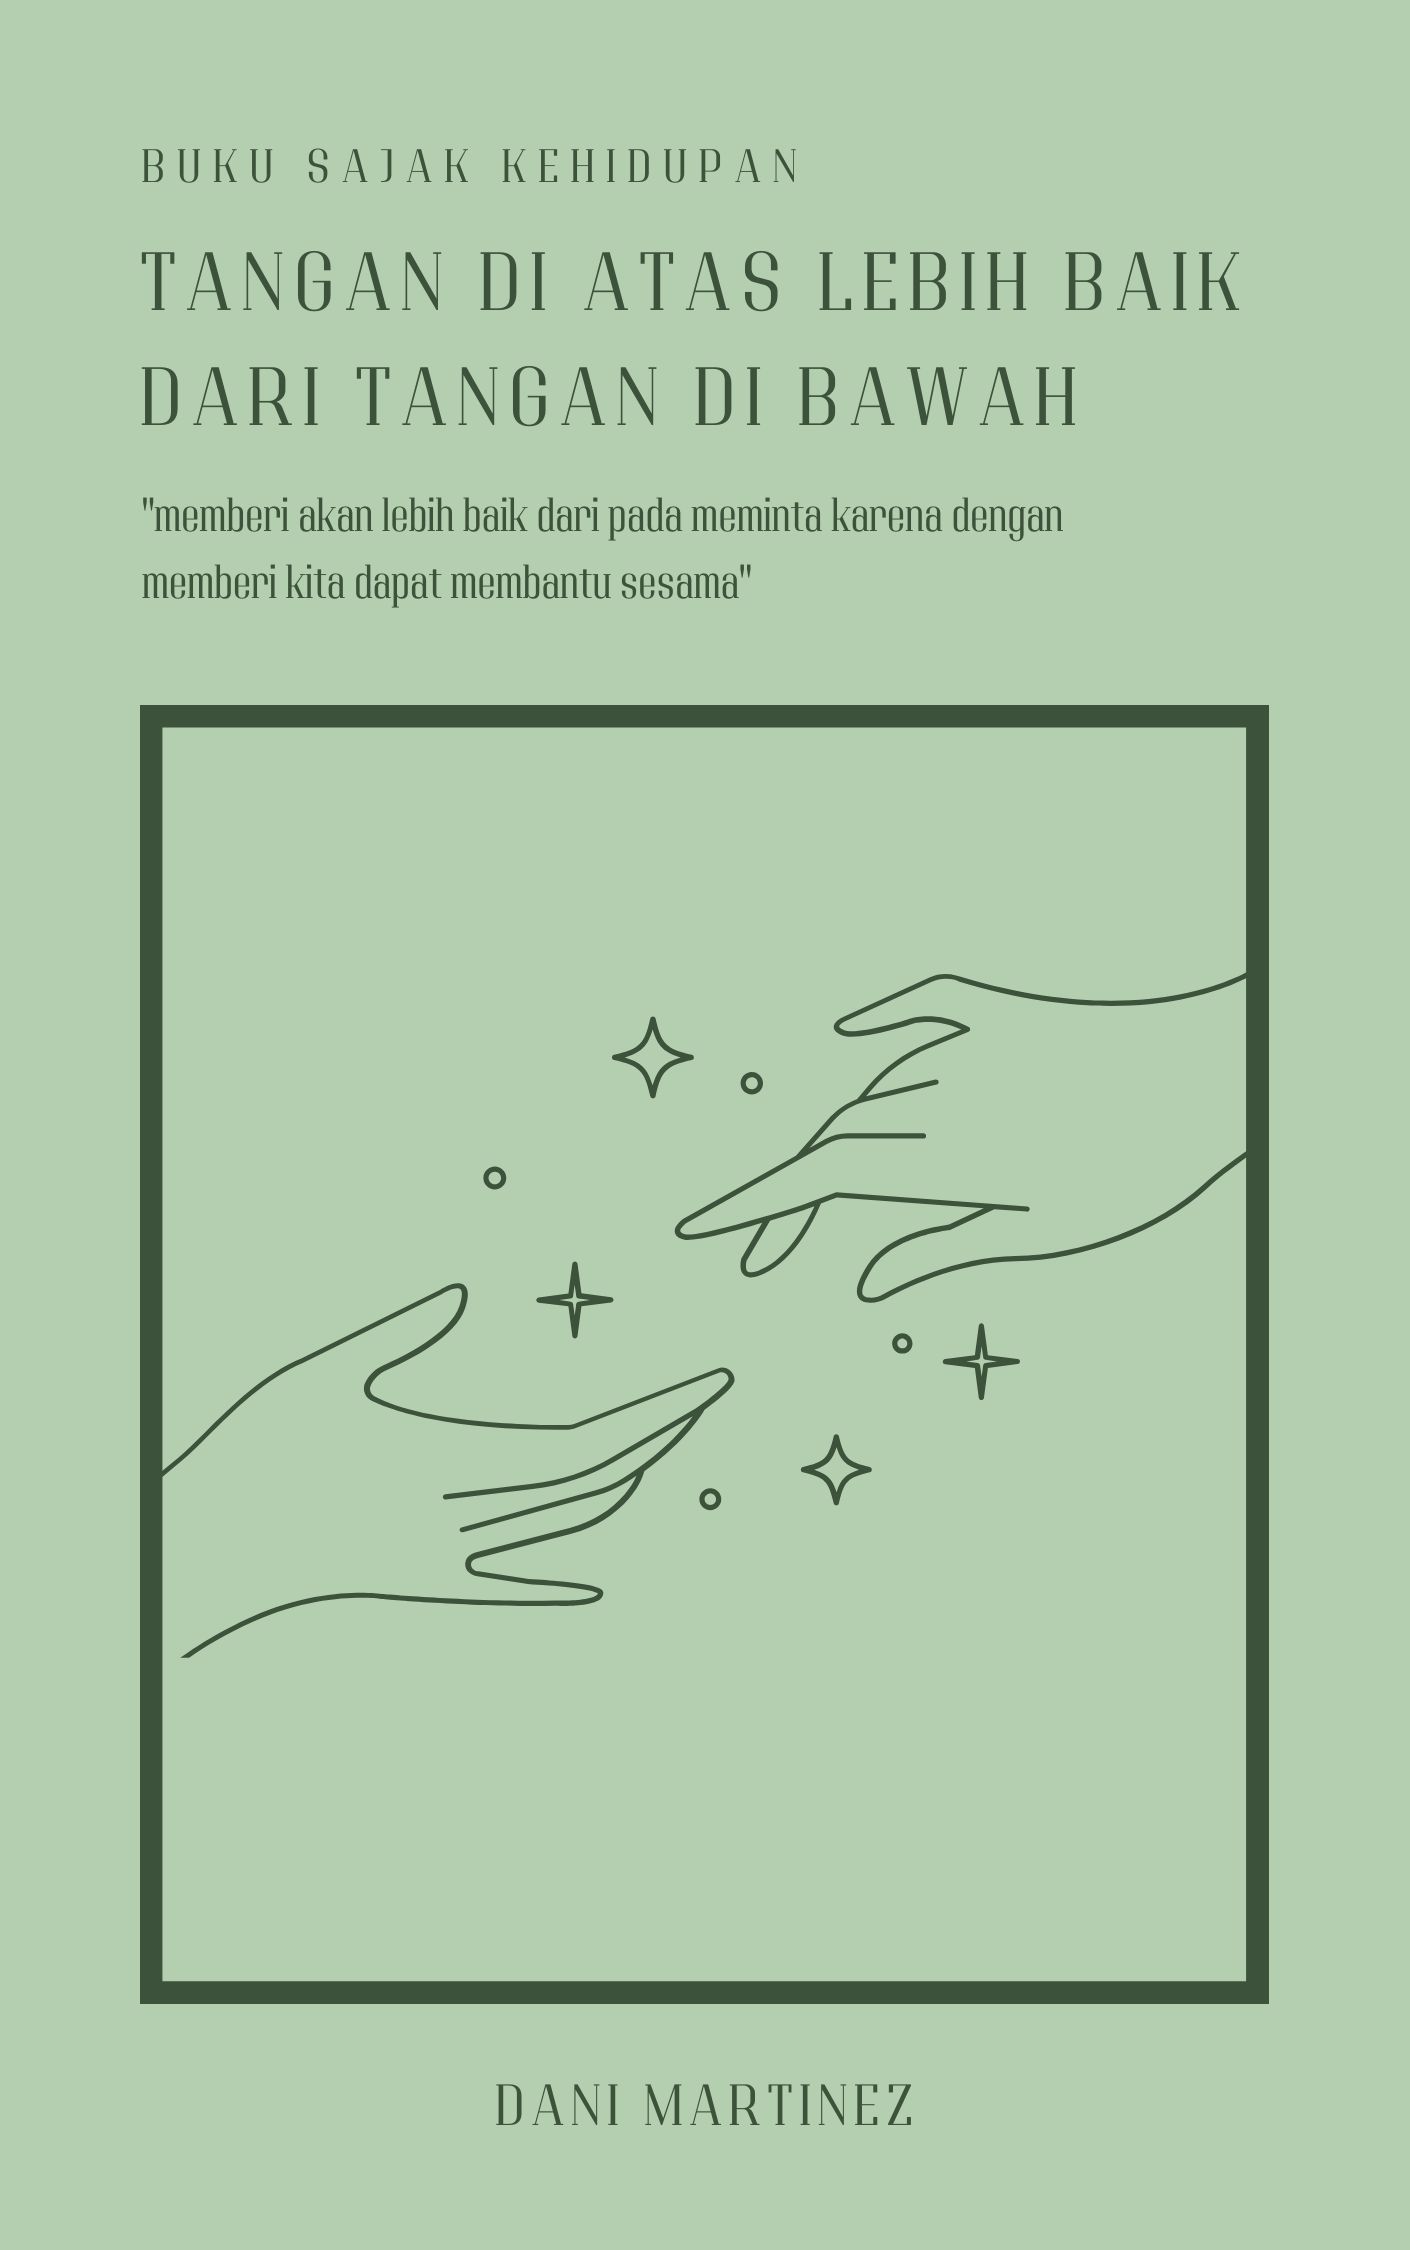 BUKU SAJAK KEHIDUPAN
TANGAN DI ATAS LEBIH BAIK
DARI TANGAN DI BAWAH
"memberi akan lebih baik dari pada meminta karena dengan
memberi kita dapat membantu sesama"
DANI MARTINEZ